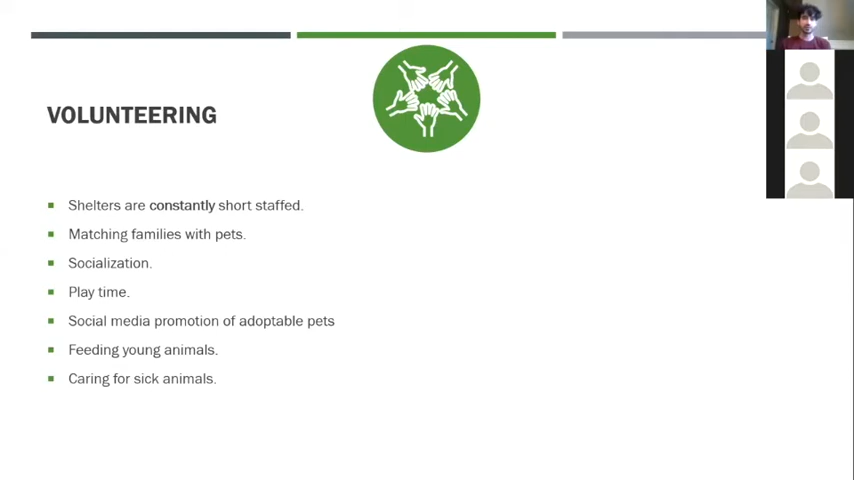 VOLUNTEERING
Shelters are constantly short staffed.
Matching families with pets.
Socialization.
Play time.
Social media promotion of adoptable pets
Feeding young animals.
Caring for sick animals.